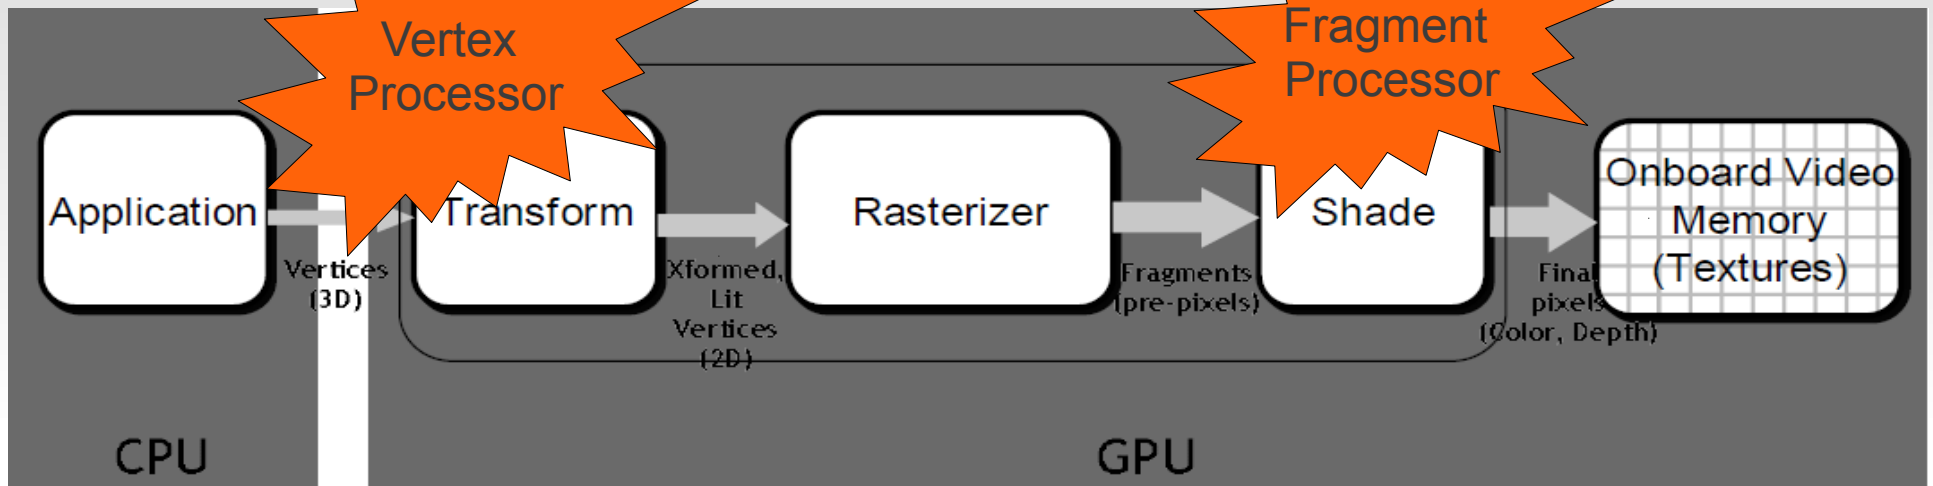 Vertex
Processor
Fragment
Processor
Application
Vertices
(3D)
Transform
Xformed,
Lit
Vertices
(2D)
Rasterizer
Fragments
(pre-pixels)
Shade
Final
pixels
(Color, Depth)
Onboard Video
Memory
(Textures)
CPU
GPU